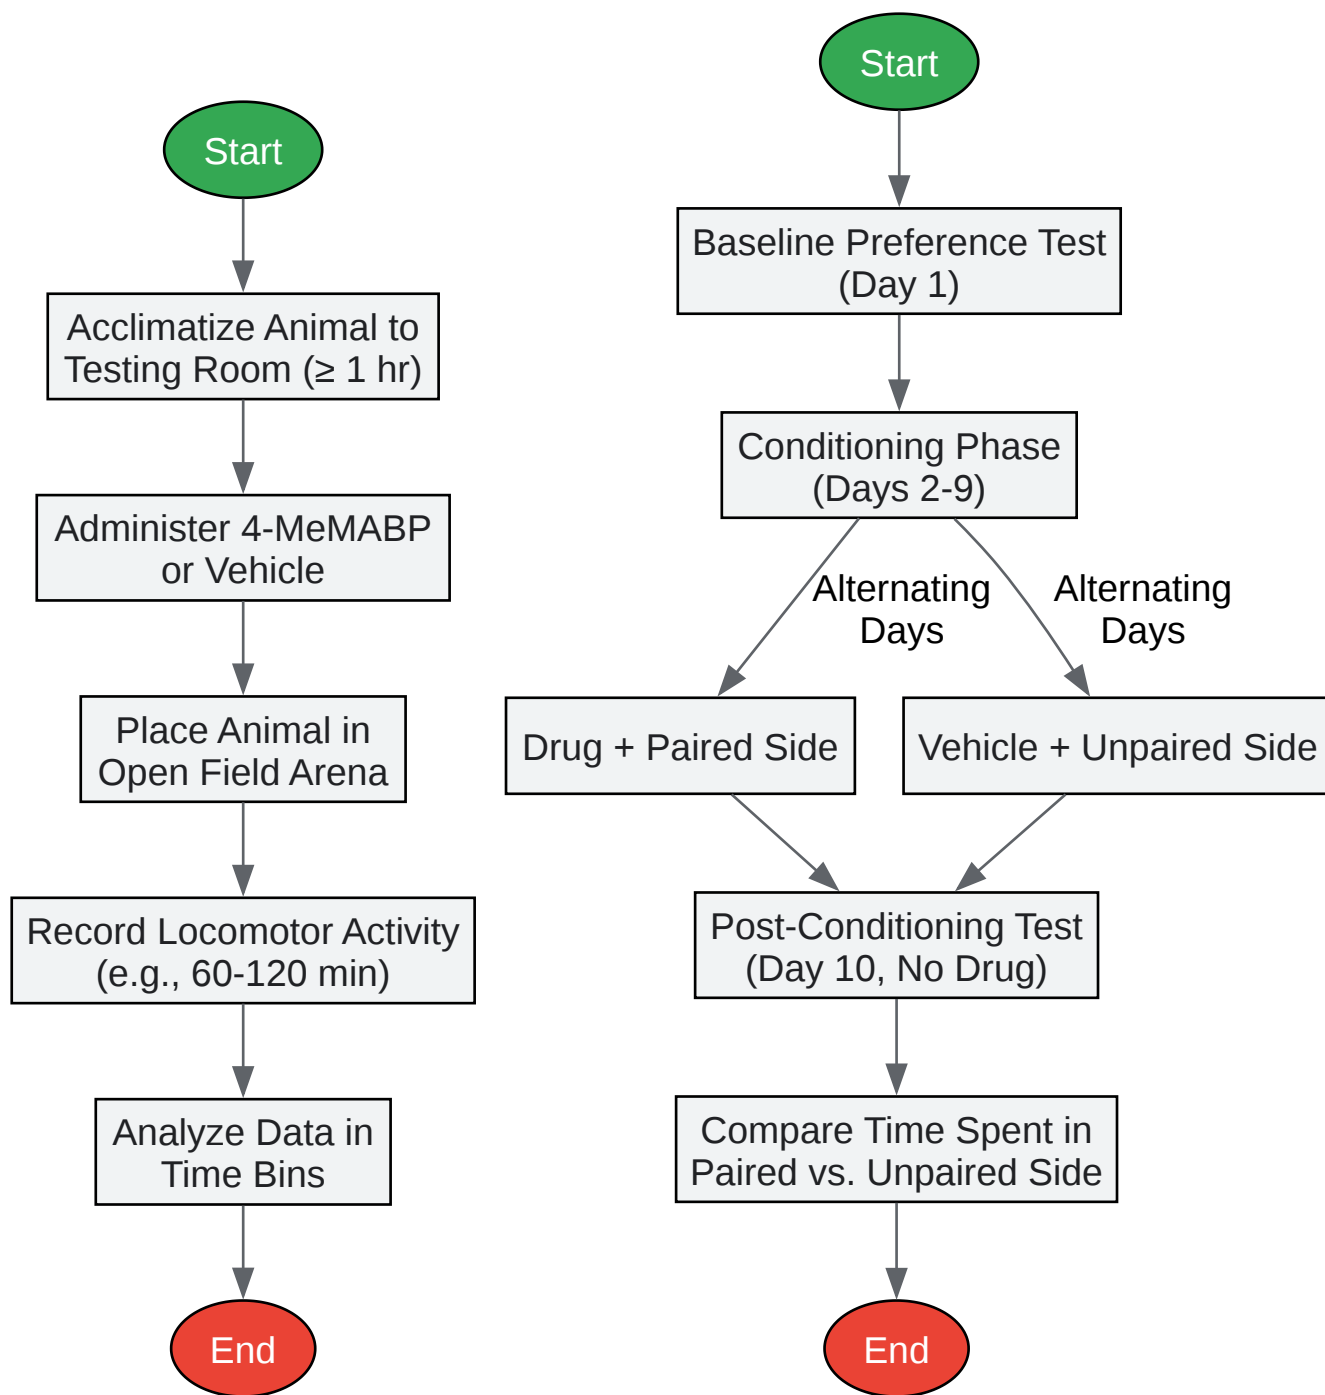 Start
Acclimatize Animal to
Testing Room (≥ 1 hr)
Administer 4-MeMABP
or Vehicle
Place Animal in
Open Field Arena
Record Locomotor Activity
(e.g., 60-120 min)
Analyze Data in
Time Bins
End
Start
Baseline Preference Test
(Day 1)
Conditioning Phase
(Days 2-9)
Alternating
Days
Alternating
Days
Drug + Paired Side
Vehicle + Unpaired Side
Post-Conditioning Test
(Day 10, No Drug)
Compare Time Spent in
Paired vs. Unpaired Side
End